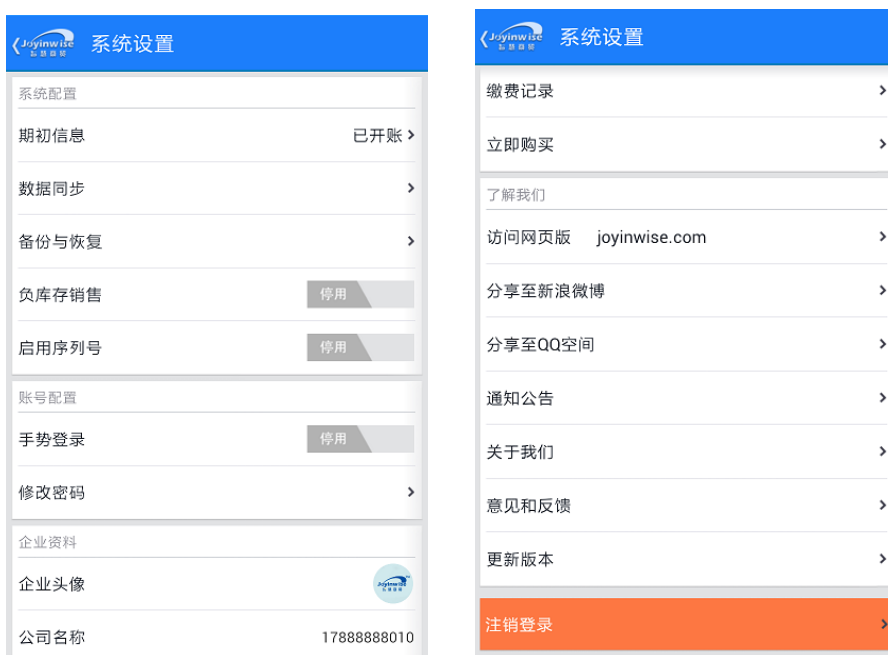 Joyinwise 系统设置
系统配置
期初信息 已开账
数据同步
备份与恢复
负库存销售 停用
启用序列号 停用
账号配置
手势登录 停用
修改密码
企业资料
企业头像 Joyinwise
公司名称 17888888010
Joyinwise 系统设置
缴费记录
立即购买
了解我们
访问网页版 joyinwise.com
分享至新浪微博
分享至QQ空间
通知公告
关于我们
意见和反馈
更新版本
注销登录